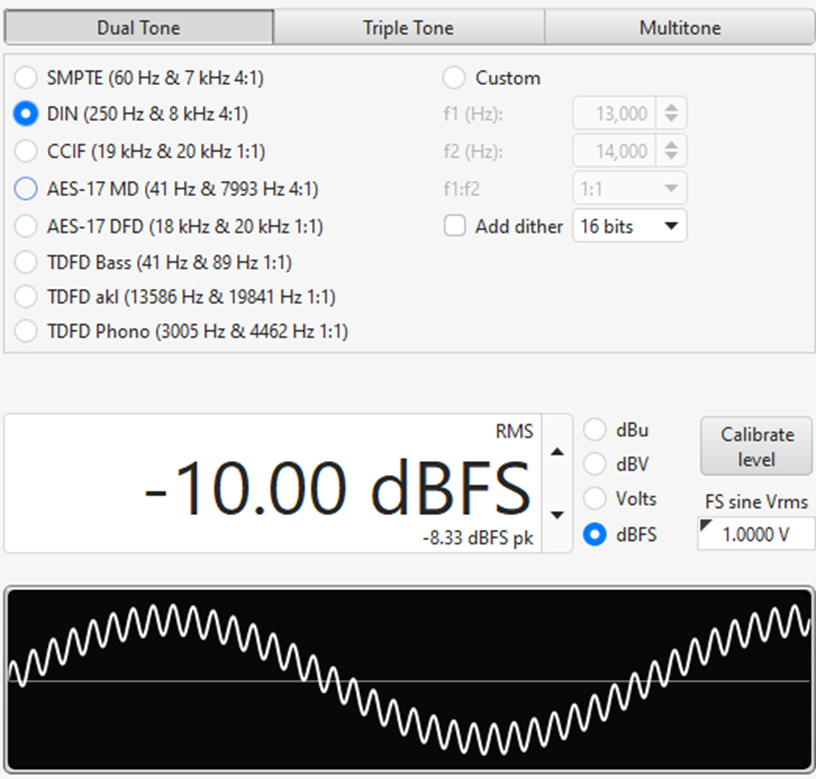 Dual Tone
Triple Tone
Multitone
SMPTE (60 Hz & 7 kHz 4:1)
DIN (250 Hz & 8 kHz 4:1)
CCIF (19 kHz & 20 kHz 1:1)
AES-17 MD (41 Hz & 7993 Hz 4:1)
AES-17 DFD (18 kHz & 20 kHz 1:1)
TDFD Bass (41 Hz & 89 Hz 1:1)
TDFD akl (13586 Hz & 19841 Hz 1:1)
TDFD Phono (3005 Hz & 4462 Hz 1:1)
Custom
f1 (Hz): 13,000
f2 (Hz): 14,000
f1:f2 1:1
Add dither 16 bits
RMS
-10.00 dBFS
-8.33 dBFS pk
dBu
dBV
Volts
dBFS
Calibrate
level
FS sine Vrms
1.0000 V